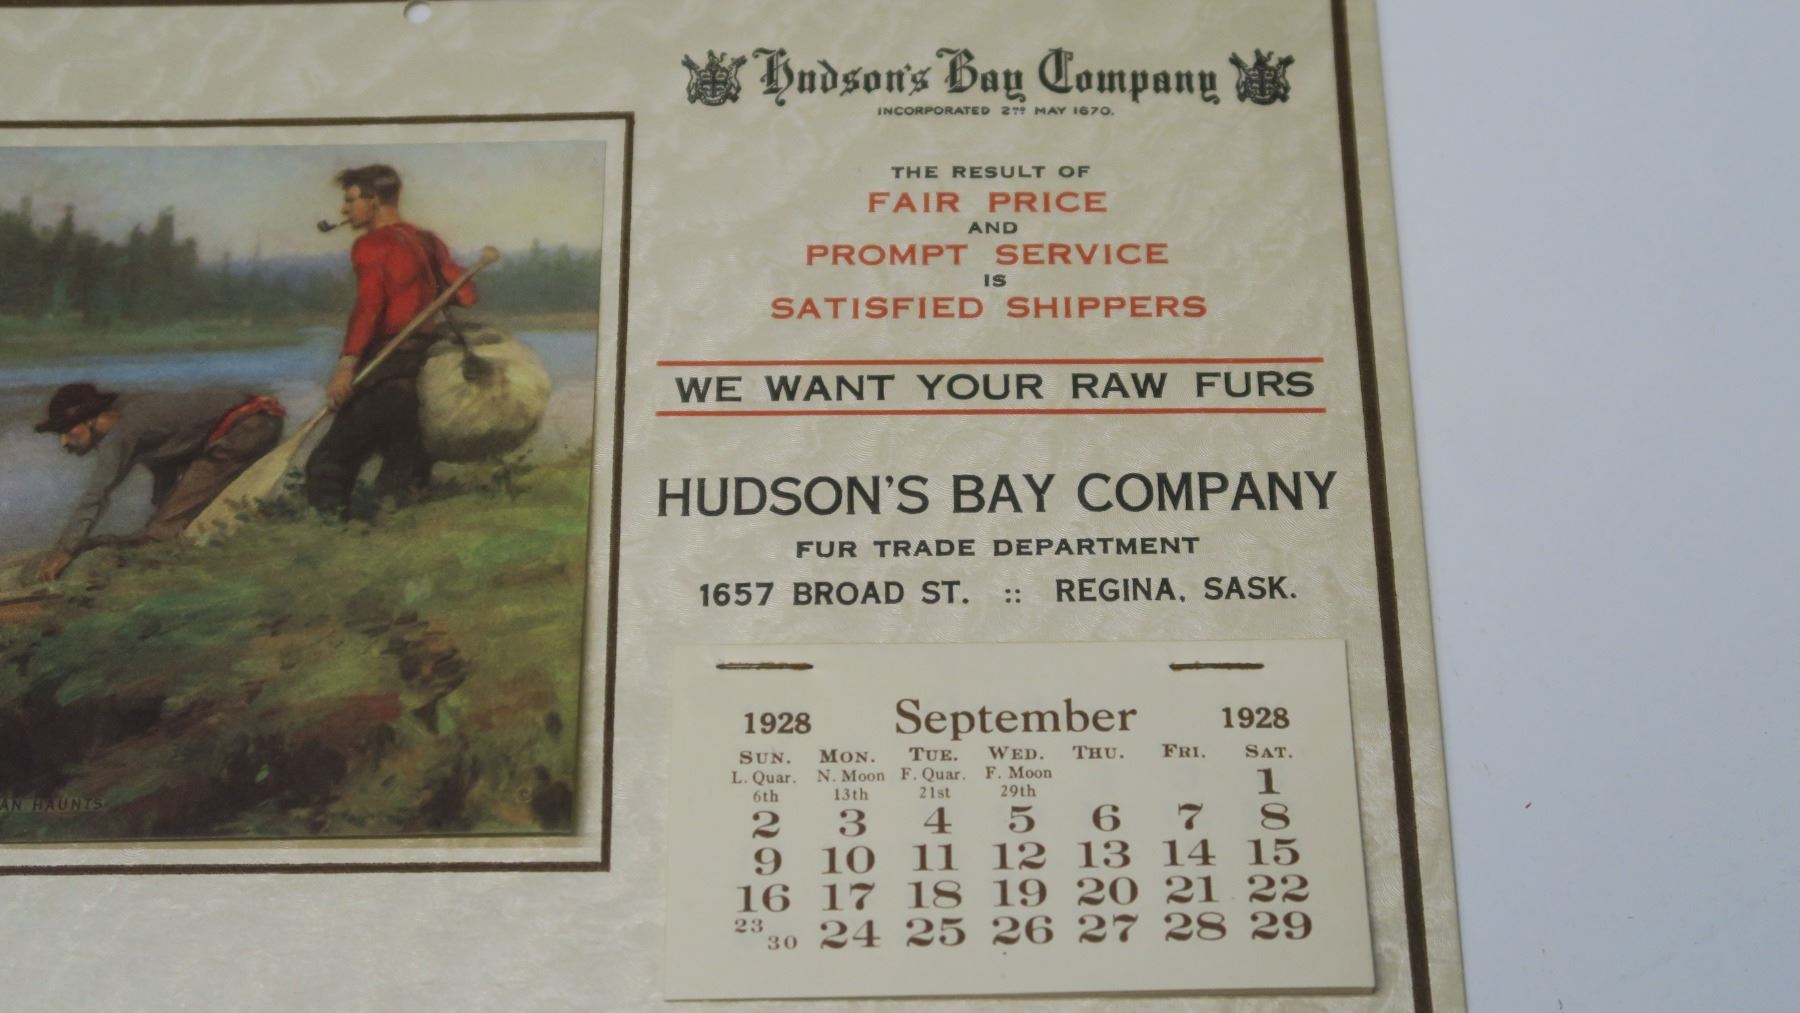 Hudson's Bay Company
INCORPORATED 2ND MAY 1670.
THE RESULT OF
FAIR PRICE
AND
PROMPT SERVICE
IS
SATISFIED SHIPPERS
WE WANT YOUR RAW FURS
HUDSON'S BAY COMPANY
FUR TRADE DEPARTMENT
1657 BROAD ST. :: REGINA, SASK.
1928 September 1928
SUN. MON. TUE. WED. THU. FRI. SAT.
L. Quar. N. Moon F. Quar. F. Moon
6th 13th 21st 29th
1
2 3 4 5 6 7 8
9 10 11 12 13 14 15
16 17 18 19 20 21 22
23 30 24 25 26 27 28 29
AN HAUNTS ©